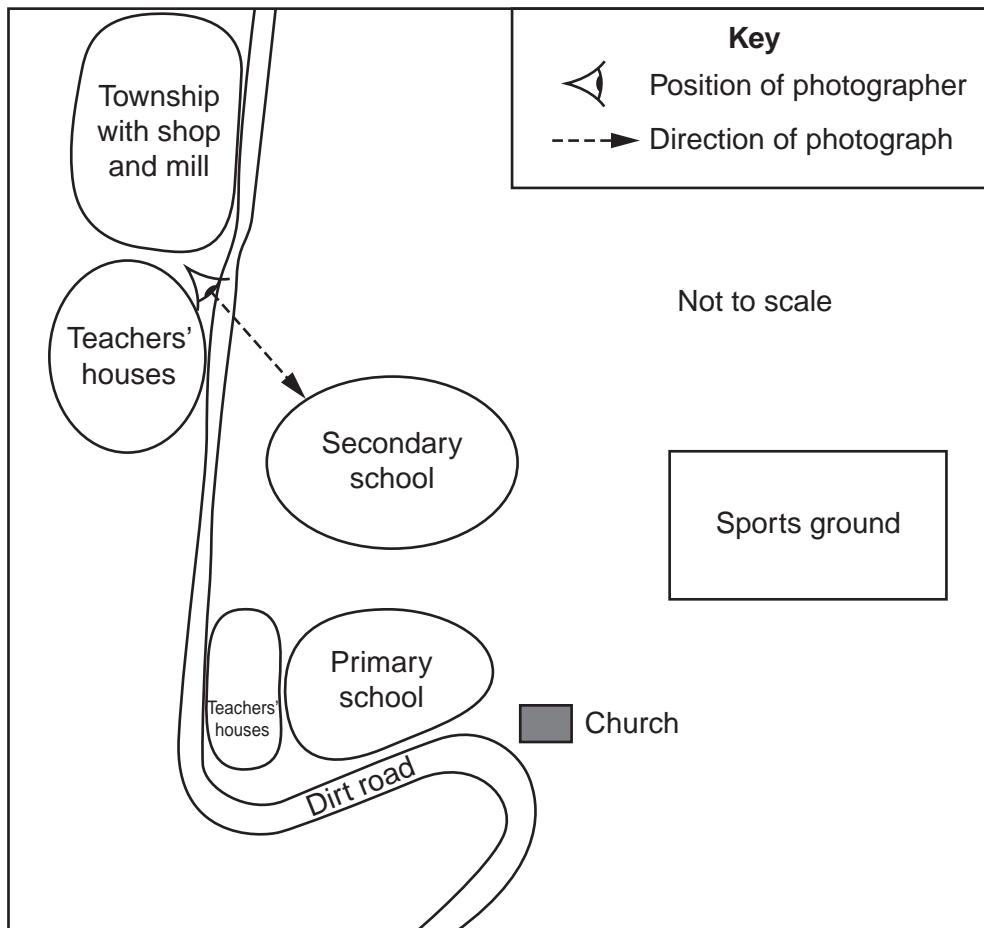 Key
Position of photographer
Direction of photograph
Township
with shop
and mill
Not to scale
Teachers’
houses
Secondary
school
Sports ground
Primary
school
Teachers’
houses
Church
Dirt road